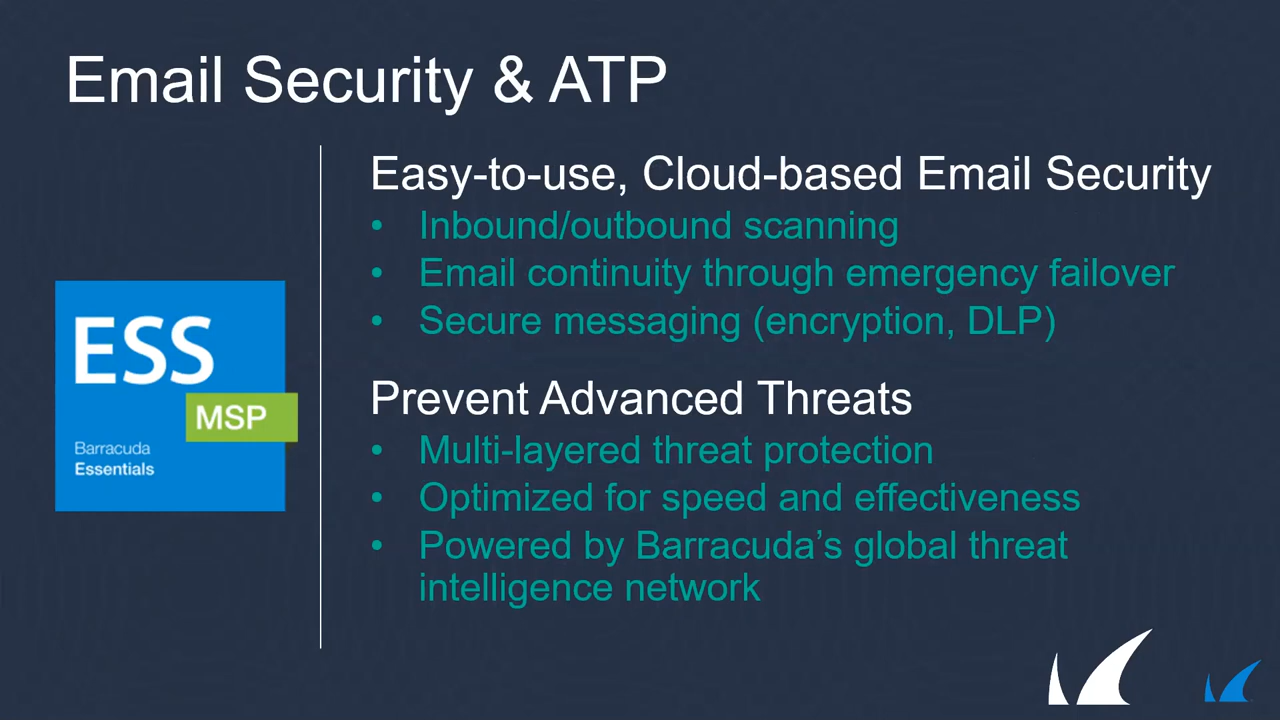 Email Security & ATP
Easy-to-use, Cloud-based Email Security
• Inbound/outbound scanning
• Email continuity through emergency failover
• Secure messaging (encryption, DLP)
ESS
MSP
Barracuda
Essentials
Prevent Advanced Threats
• Multi-layered threat protection
• Optimized for speed and effectiveness
• Powered by Barracuda’s global threat
intelligence network